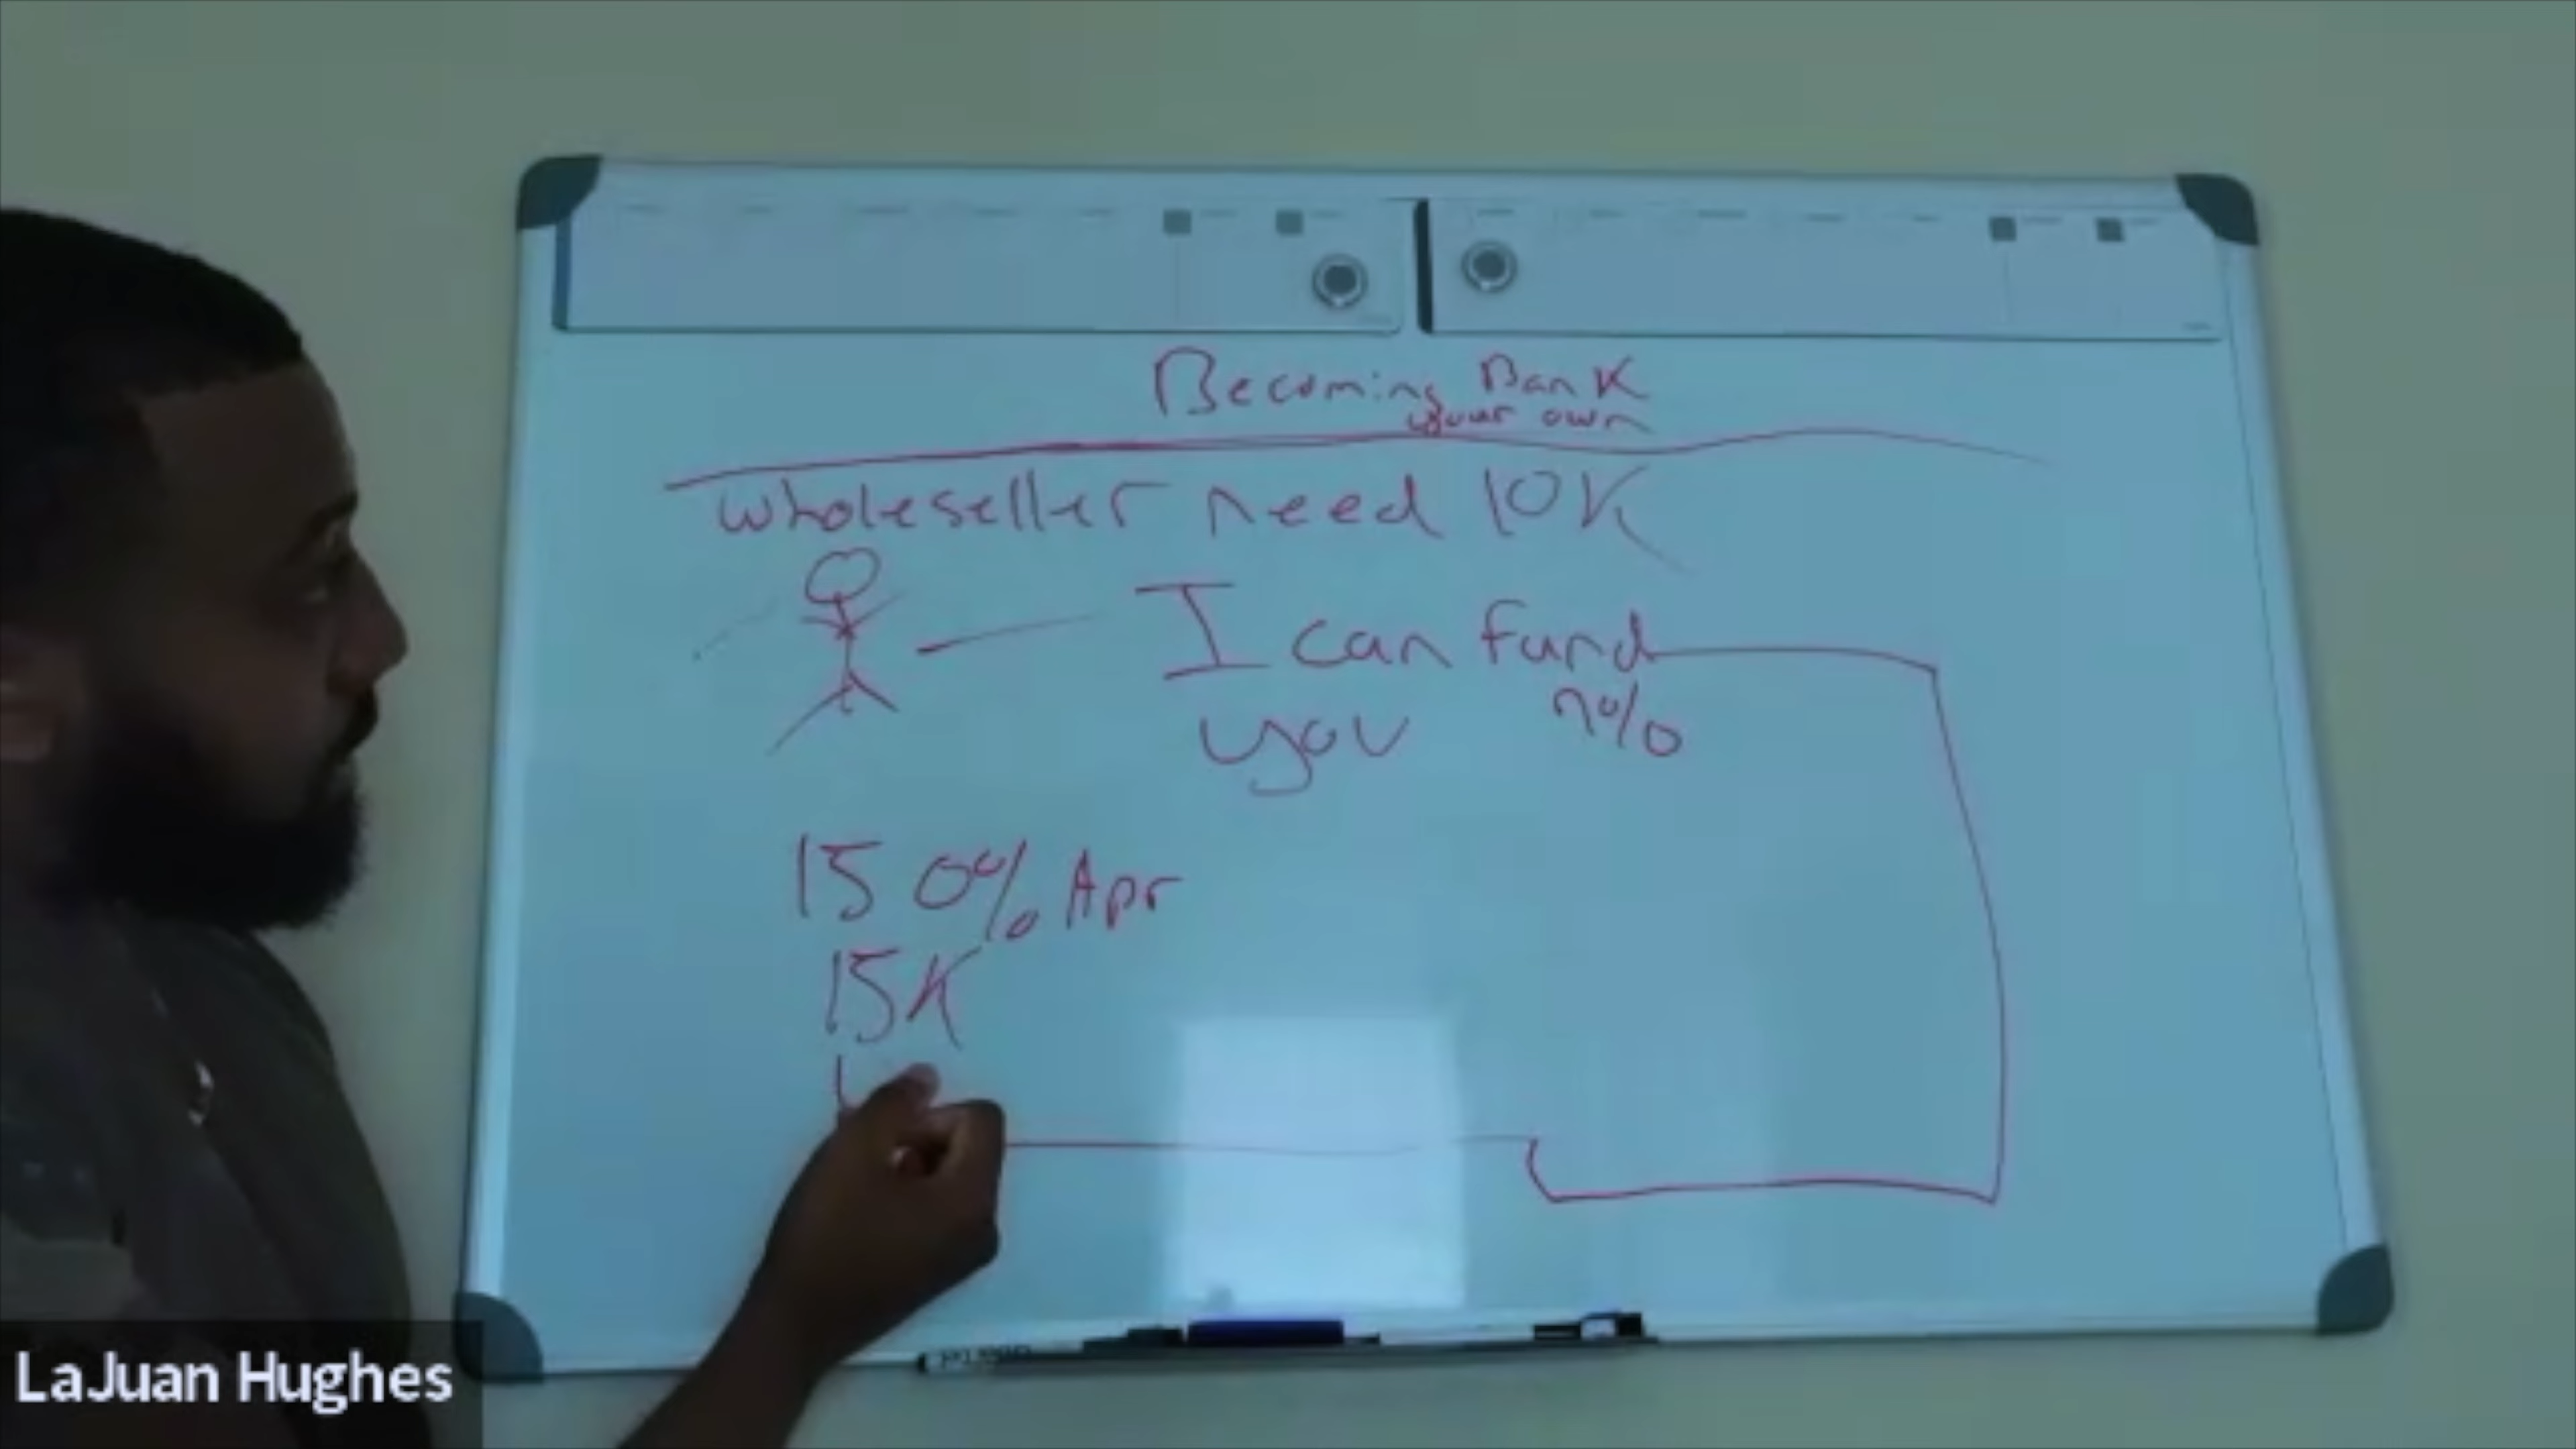 Becoming Bank
your own
wholeseller need 10K
I can fund
you
15 0% Apr
15K
LaJuan Hughes